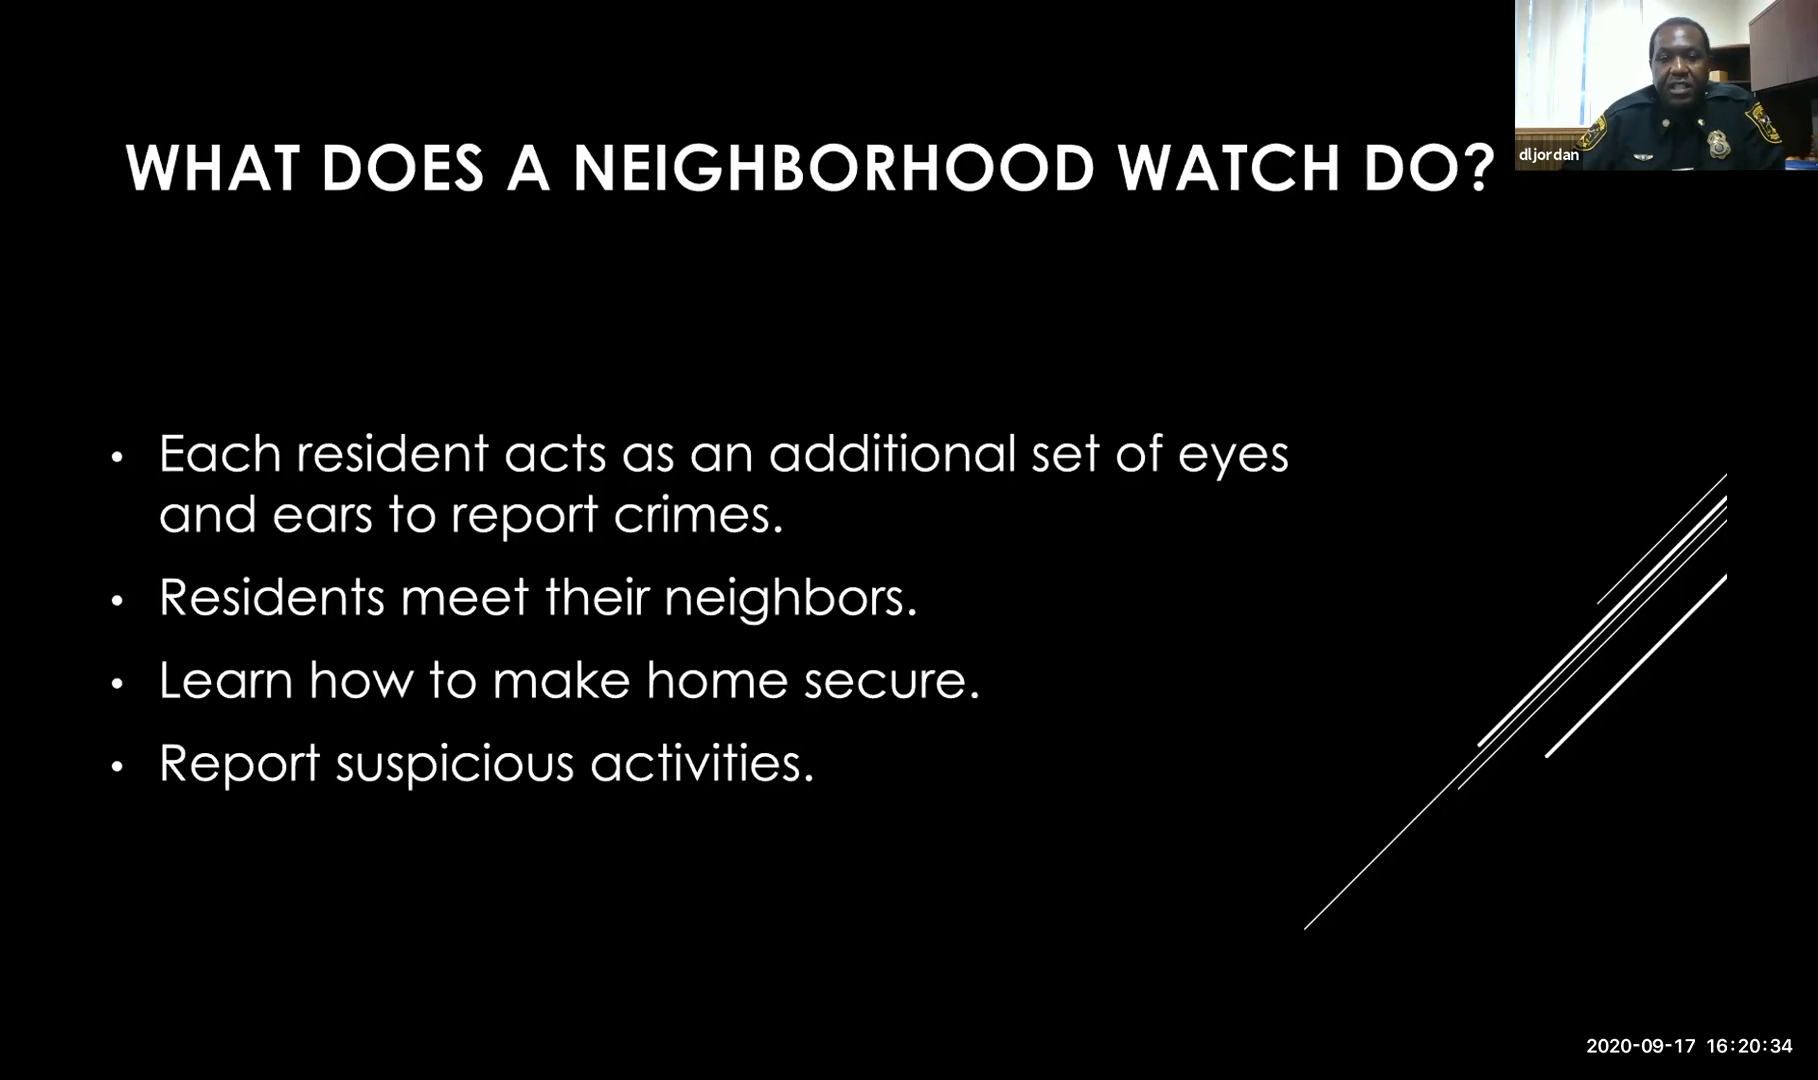 WHAT DOES A NEIGHBORHOOD WATCH DO?
dljordan
• Each resident acts as an additional set of eyes
and ears to report crimes.
• Residents meet their neighbors.
• Learn how to make home secure.
• Report suspicious activities.
2020-09-17 16:20:34